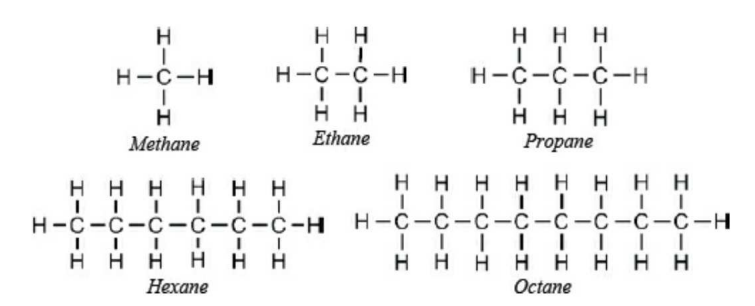 H H H H H H
H-C-H H-C-C-H H-C-C-C-H
H H H H H H
Methane Ethane Propane
H H H H H H H H H H H H H H
H-C-C-C-C-C-C-H H-C-C-C-C-C-C-C-C-H
H H H H H H H H H H H H H H
Hexane Octane